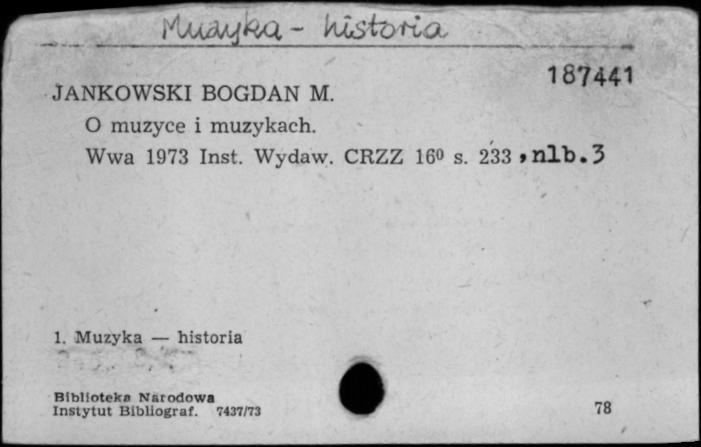 Muzyka - historia
187441
JANKOWSKI BOGDAN M.
O muzyce i muzykach.
Wwa 1973 Inst. Wydaw. CRZZ 16⁰ s. 233 , nlb. 3
1. Muzyka — historia
Biblioteka Narodowa
Instytut Bibliograf. 7437/73
78